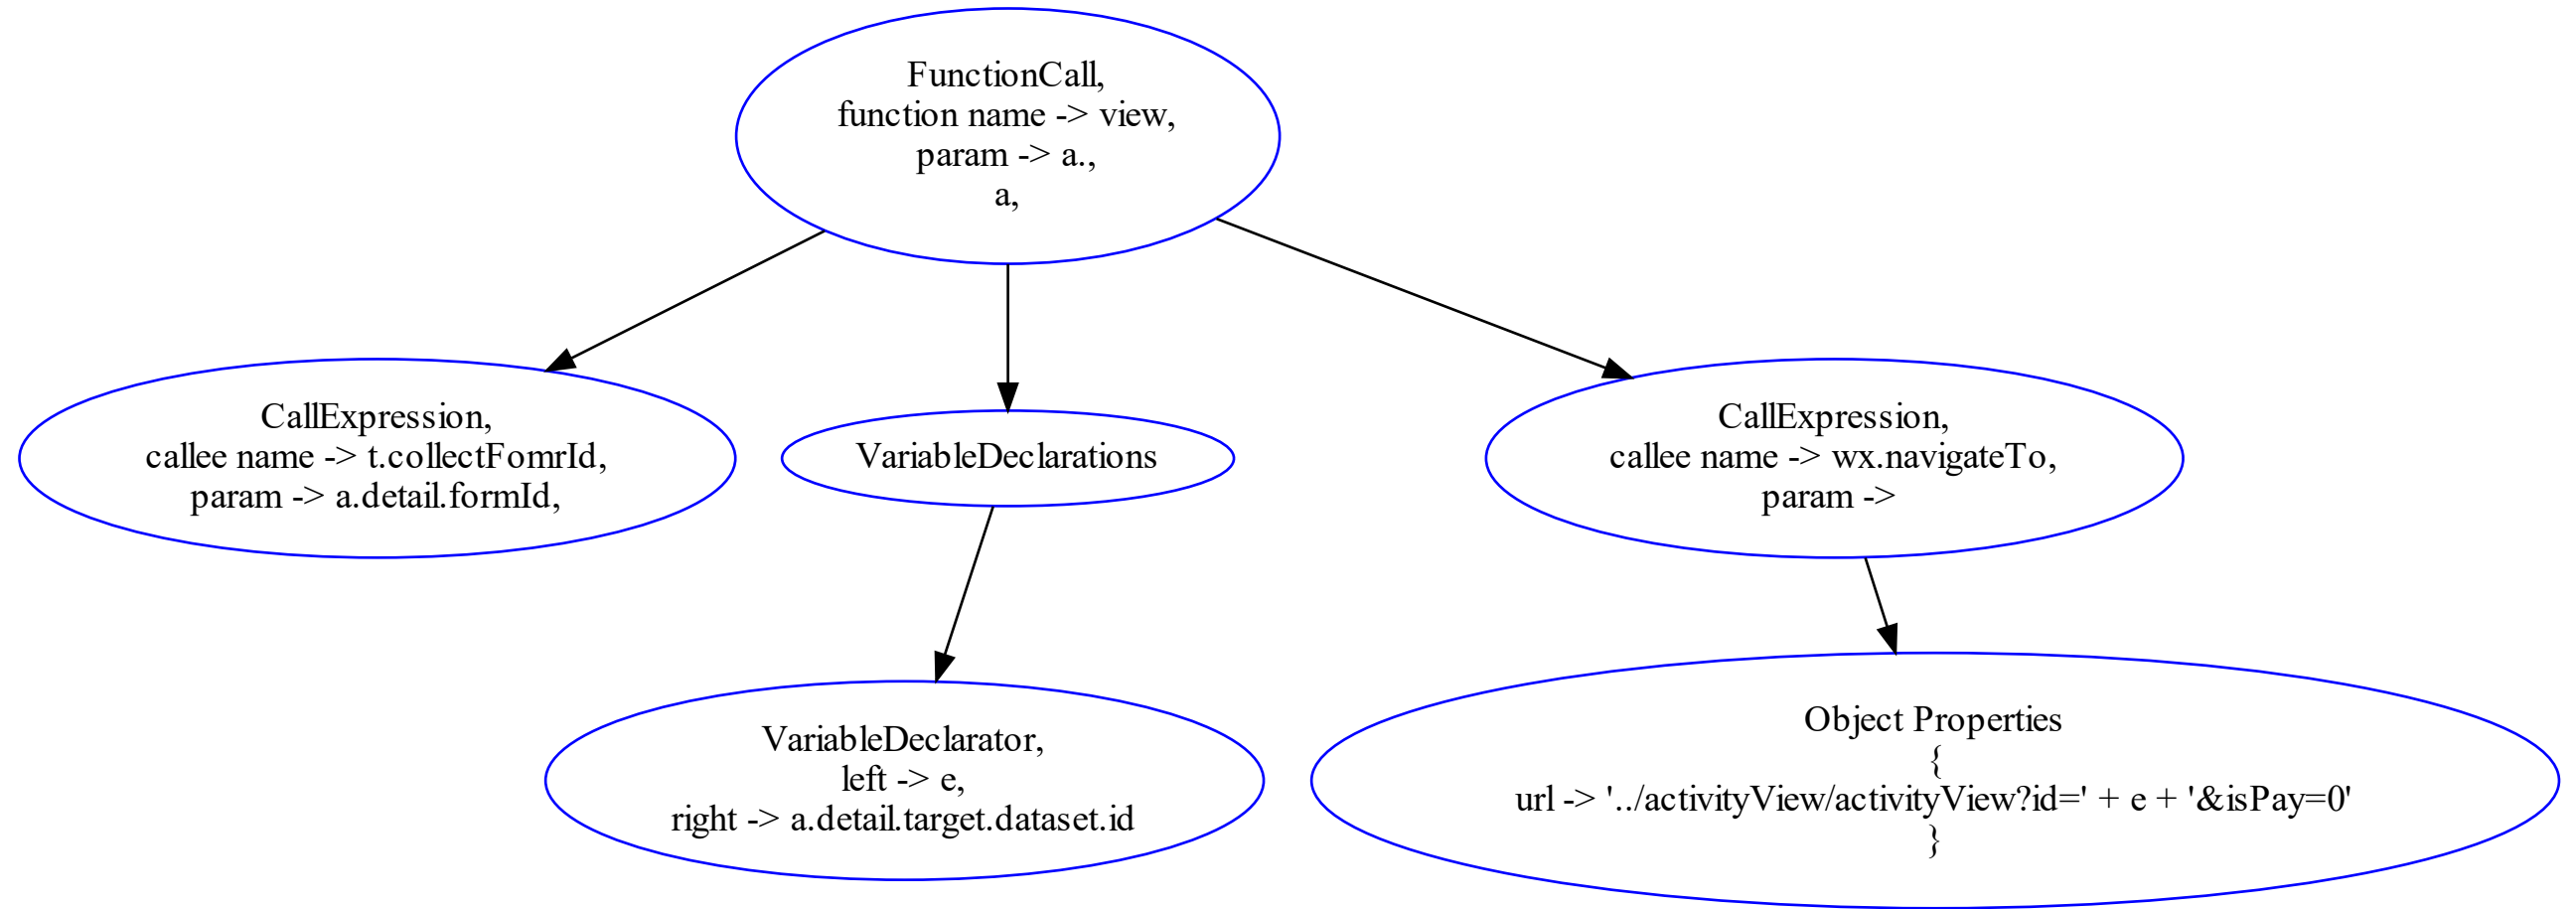 FunctionCall,
function name -> view,
param -> a.,
a,
CallExpression,
callee name -> t.collectFomrId,
param -> a.detail.formId,
VariableDeclarations
CallExpression,
callee name -> wx.navigateTo,
param ->
VariableDeclarator,
left -> e,
right -> a.detail.target.dataset.id
Object Properties
{
url -> '../activityView/activityView?id=' + e + '&isPay=0'
}